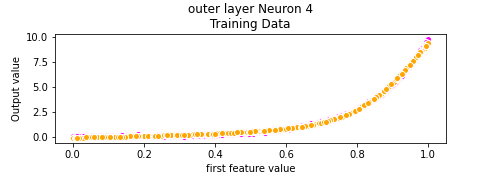 outer layer Neuron 4
Training Data
10.0
7.5
5.0
2.5
0.0
Output value
0.0 0.2 0.4 0.6 0.8 1.0
first feature value